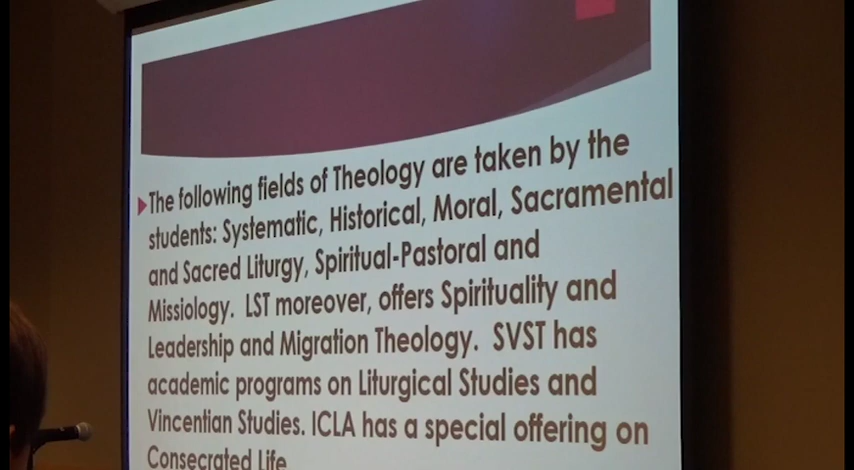 The following fields of Theology are taken by the
students: Systematic, Historical, Moral, Sacramental
and Sacred Liturgy, Spiritual-Pastoral and
Missiology. LST moreover, offers Spirituality and
Leadership and Migration Theology. SVST has
academic programs on Liturgical Studies and
Vincentian Studies. ICLA has a special offering on
Consecrated Life